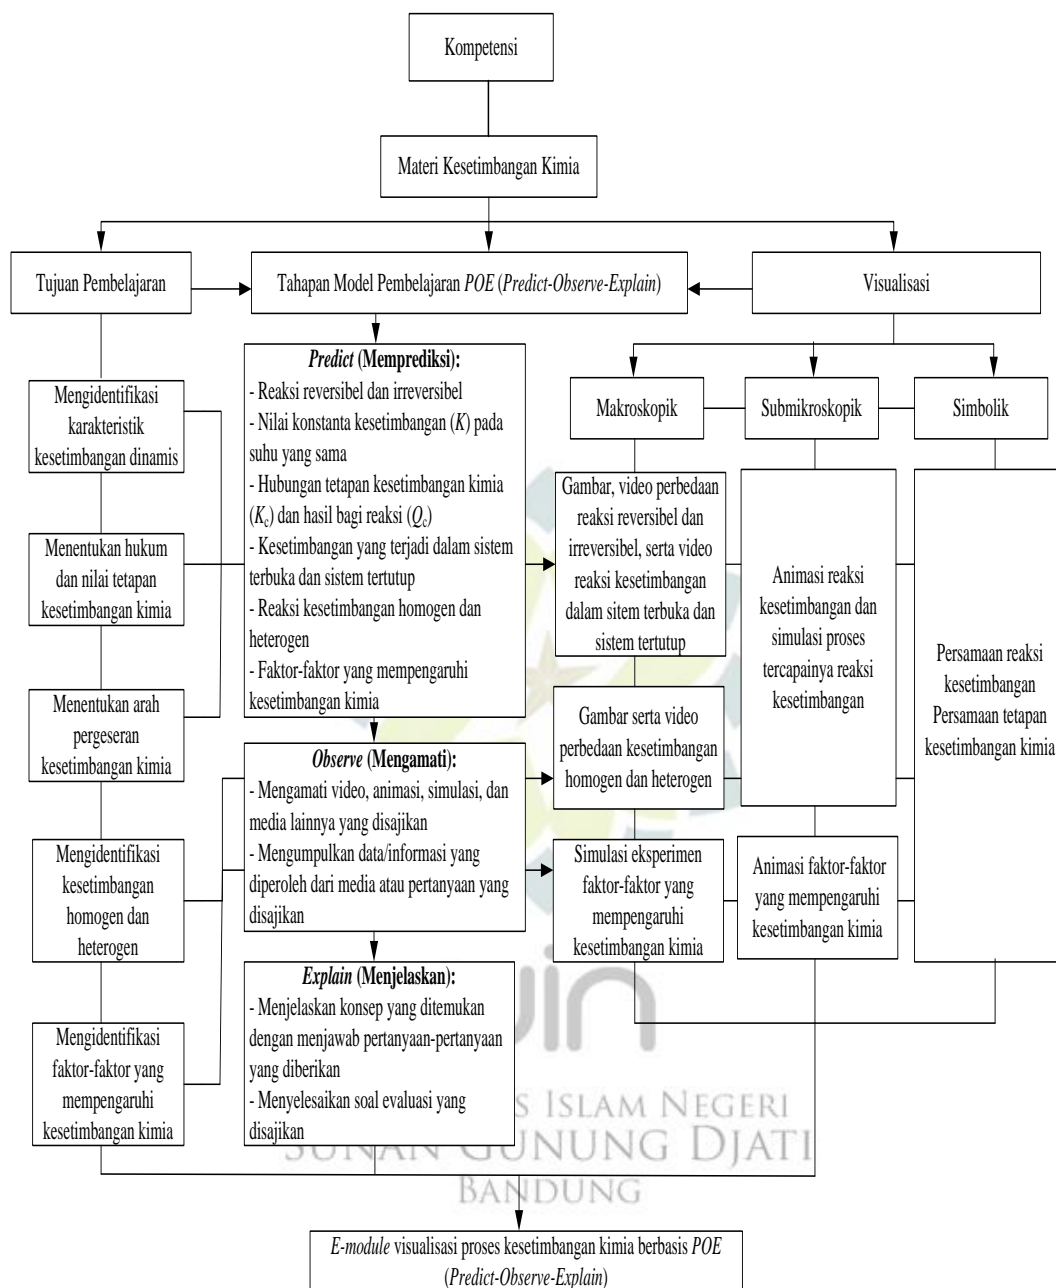 Kompetensi
Materi Kesetimbangan Kimia
Tujuan Pembelajaran
Tahapan Model Pembelajaran POE (Predict-Observe-Explain)
Visualisasi
Mengidentifikasi
karakteristik
kesetimbangan dinamis
Menentukan hukum
dan nilai tetapan
kesetimbangan kimia
Menentukan arah
pergeseran
kesetimbangan kimia
Mengidentifikasi
kesetimbangan
homogen dan
heterogen
Mengidentifikasi
faktor-faktor yang
mempengaruhi
kesetimbangan kimia
Predict (Memprediksi):
- Reaksi reversibel dan irreversibel
- Nilai konstanta kesetimbangan (K) pada
suhu yang sama
- Hubungan tetapan kesetimbangan kimia
(Kc) dan hasil bagi reaksi (Qc)
- Kesetimbangan yang terjadi dalam sistem
terbuka dan sistem tertutup
- Reaksi kesetimbangan homogen dan
heterogen
- Faktor-faktor yang mempengaruhi
kesetimbangan kimia
Observe (Mengamati):
- Mengamati video, animasi, simulasi, dan
media lainnya yang disajikan
- Mengumpulkan data/informasi yang
diperoleh dari media atau pertanyaan yang
disajikan
Explain (Menjelaskan):
- Menjelaskan konsep yang ditemukan
dengan menjawab pertanyaan-pertanyaan
yang diberikan
- Menyelesaikan soal evaluasi yang
disajikan
Makroskopik
Submikroskopik
Simbolik
Gambar, video perbedaan
reaksi reversibel dan
irreversibel, serta video
reaksi kesetimbangan
dalam sitem terbuka dan
sistem tertutup
Gambar serta video
perbedaan kesetimbangan
homogen dan heterogen
Simulasi eksperimen
faktor-faktor yang
mempengaruhi
kesetimbangan kimia
Animasi reaksi
kesetimbangan dan
simulasi proses
tercapainya reaksi
kesetimbangan
Animasi faktor-faktor
yang mempengaruhi
kesetimbangan kimia
Persamaan reaksi
kesetimbangan
Persamaan tetapan
kesetimbangan kimia
uin
S ISLAM NEGERI
SUNAN GUNUNG DJATI
BANDUNG
E-module visualisasi proses kesetimbangan kimia berbasis POE
(Predict-Observe-Explain)